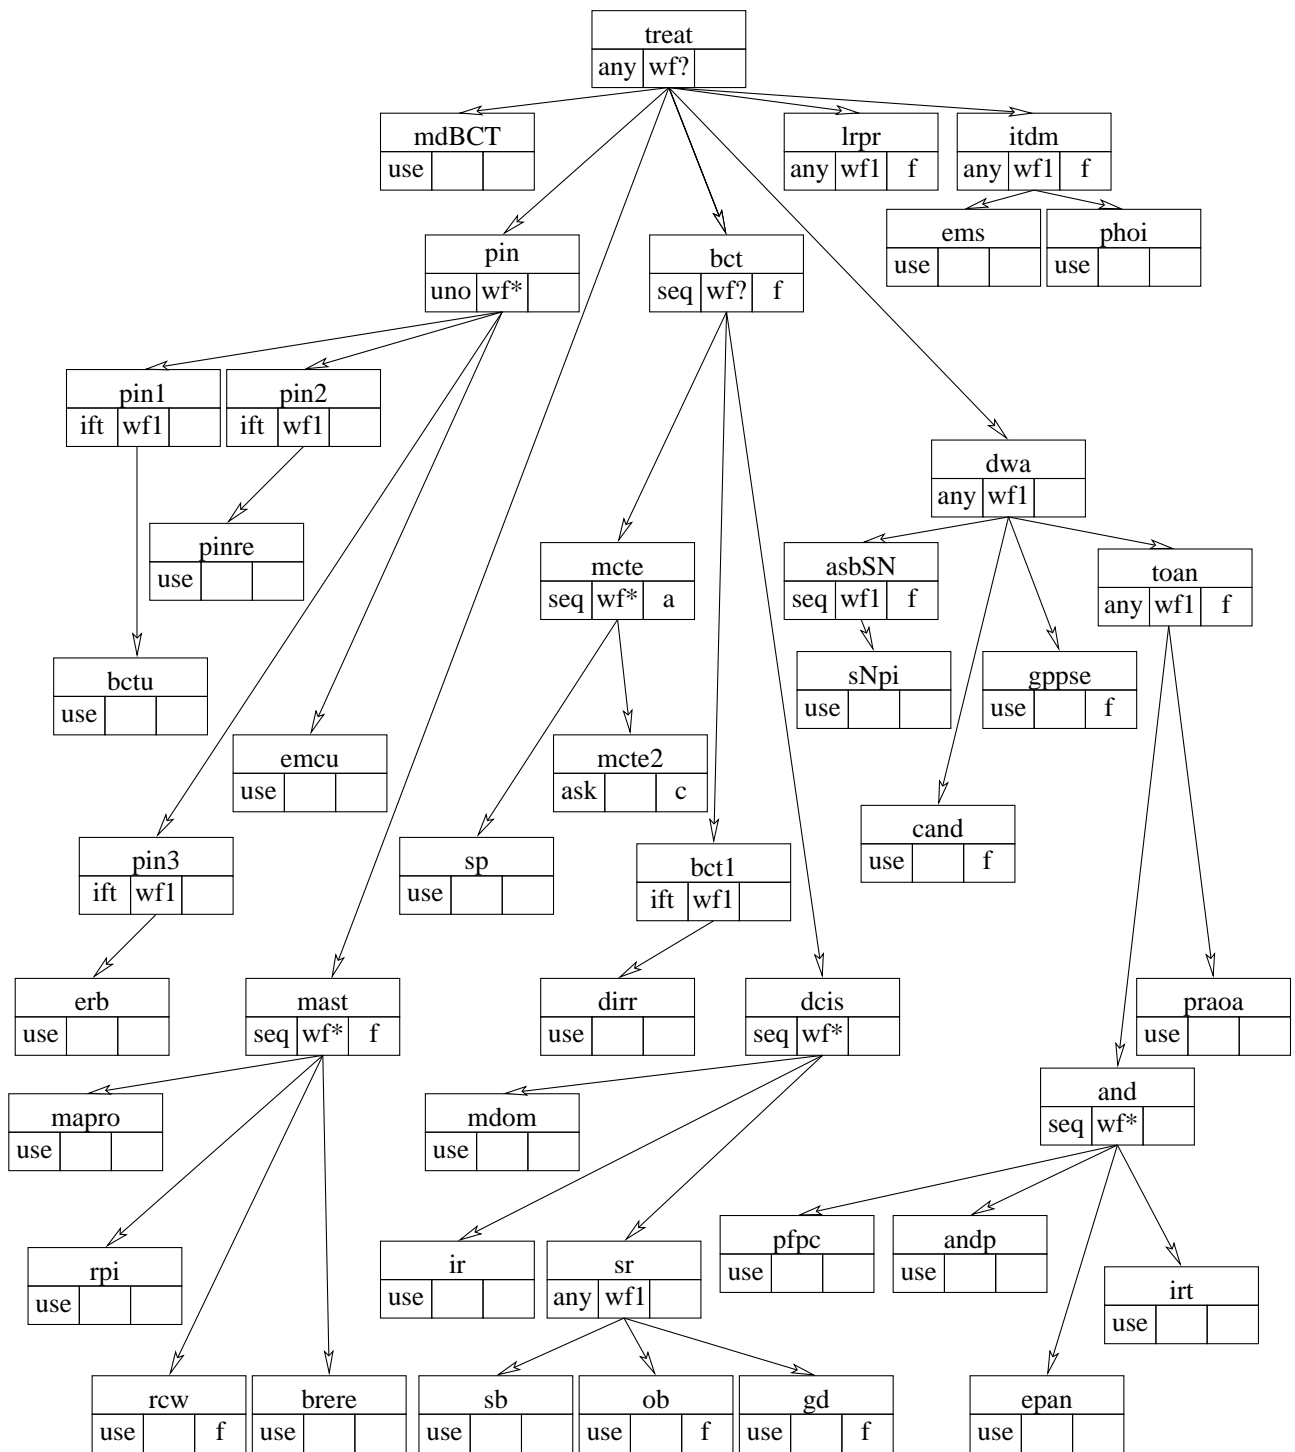 treat
any wf?
mdBCT
use
lrpr
any wf1 f
itdm
any wf1 f
ems
use
phoi
use
pin
uno wf*
bct
seq wf? f
pin1
ift wf1
pin2
ift wf1
dwa
any wf1
pinre
use
mcte
seq wf* a
asbSN
seq wf1 f
toan
any wf1 f
bctu
use
sNpi
use
gppse
use f
emcu
use
mcte2
ask c
cand
use f
pin3
ift wf1
sp
use
bct1
ift wf1
erb
use
mast
seq wf* f
dirr
use
dcis
seq wf*
praoa
use
mapro
use
mdom
use
and
seq wf*
rpi
use
ir
use
sr
any wf1
pfpc
use
andp
use
irt
use
rcw
use f
brere
use
sb
use
ob
use f
gd
use f
epan
use